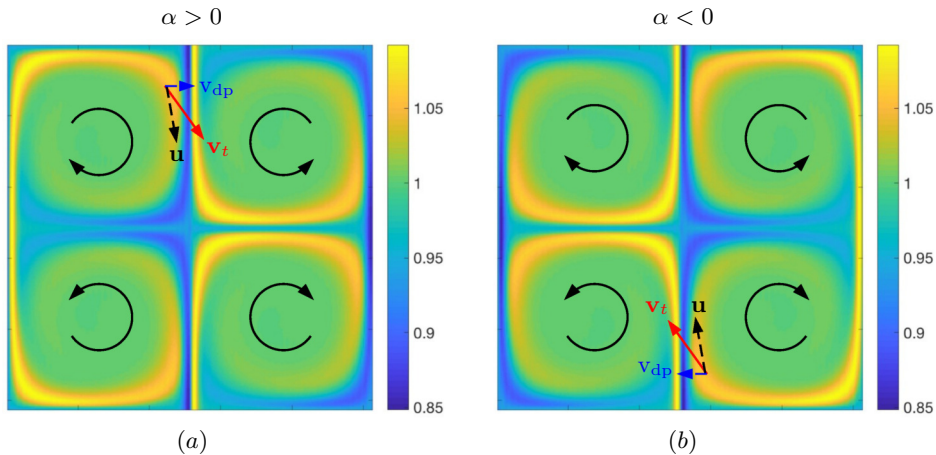 α > 0
α < 0
v_dp
u
v_t
1.05
1
0.95
0.9
0.85
v_t
u
v_dp
1.05
1
0.95
0.9
0.85
(a)
(b)